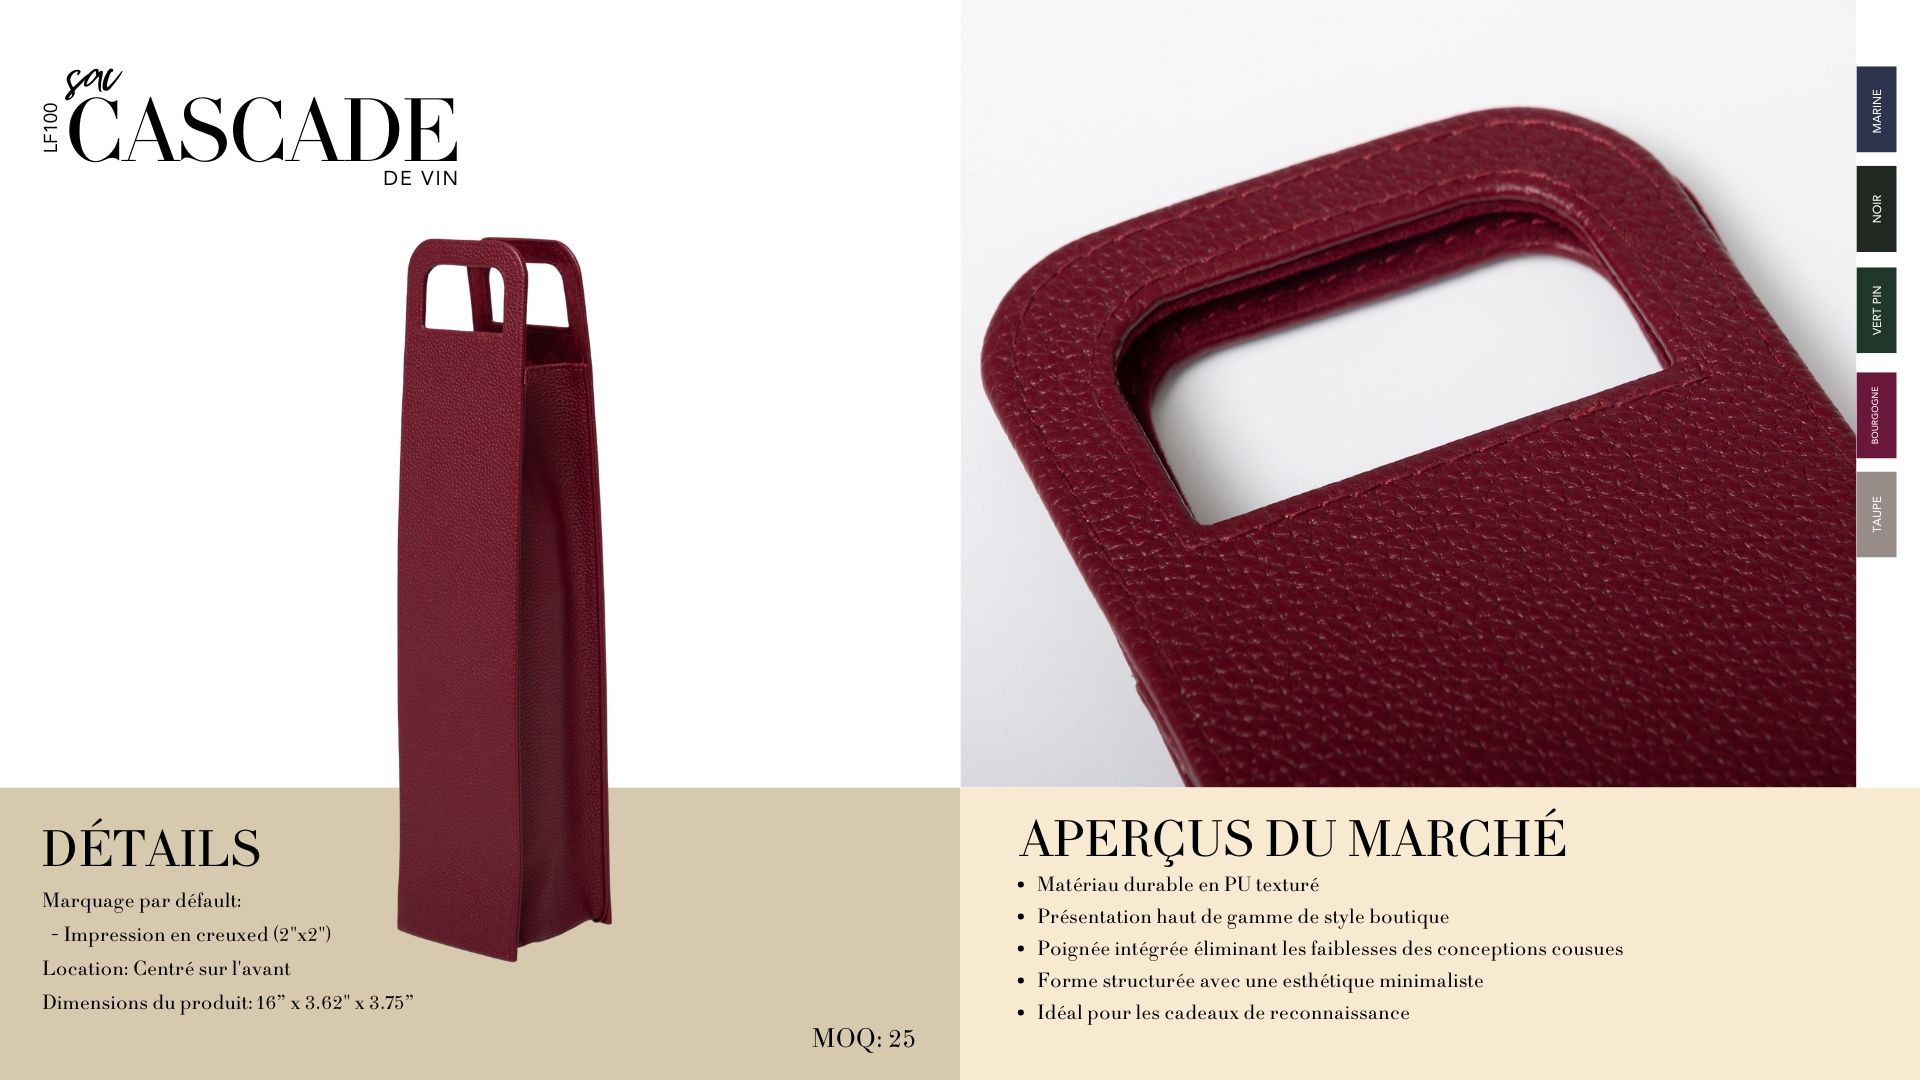 sac
LF100
CASCADE
DE VIN
MARINE
NOIR
VERT PIN
BOURGOGNE
TAUPE
DÉTAILS
Marquage par défault:
- Impression en creuxed (2"x2")
Location: Centré sur l'avant
Dimensions du produit: 16” x 3.62" x 3.75”
MOQ: 25
APERÇUS DU MARCHÉ
• Matériau durable en PU texturé
• Présentation haut de gamme de style boutique
• Poignée intégrée éliminant les faiblesses des conceptions cousues
• Forme structurée avec une esthétique minimaliste
• Idéal pour les cadeaux de reconnaissance